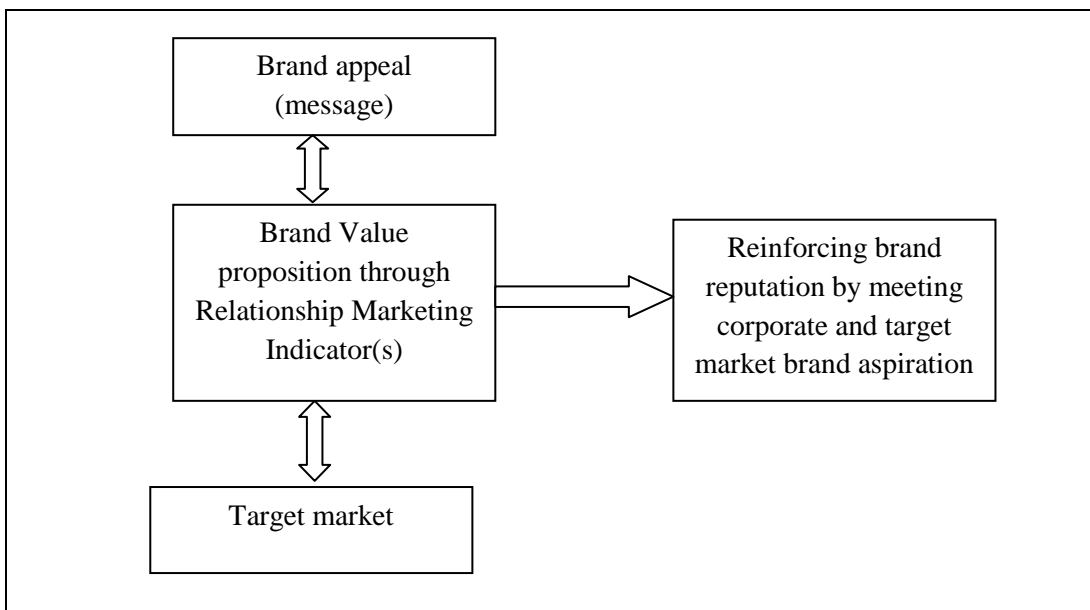 Brand appeal
(message)
Brand Value
proposition through
Relationship Marketing
Indicator(s)
Reinforcing brand
reputation by meeting
corporate and target
market brand aspiration
Target market